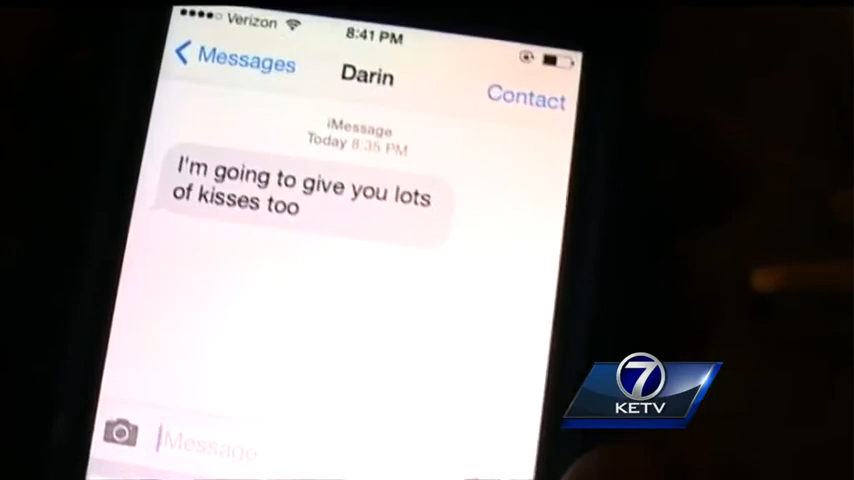 Verizon
8:41 PM
Messages
Darin
Contact
iMessage
Today 8:35 PM
I'm going to give you lots
of kisses too
Message
7
KETV